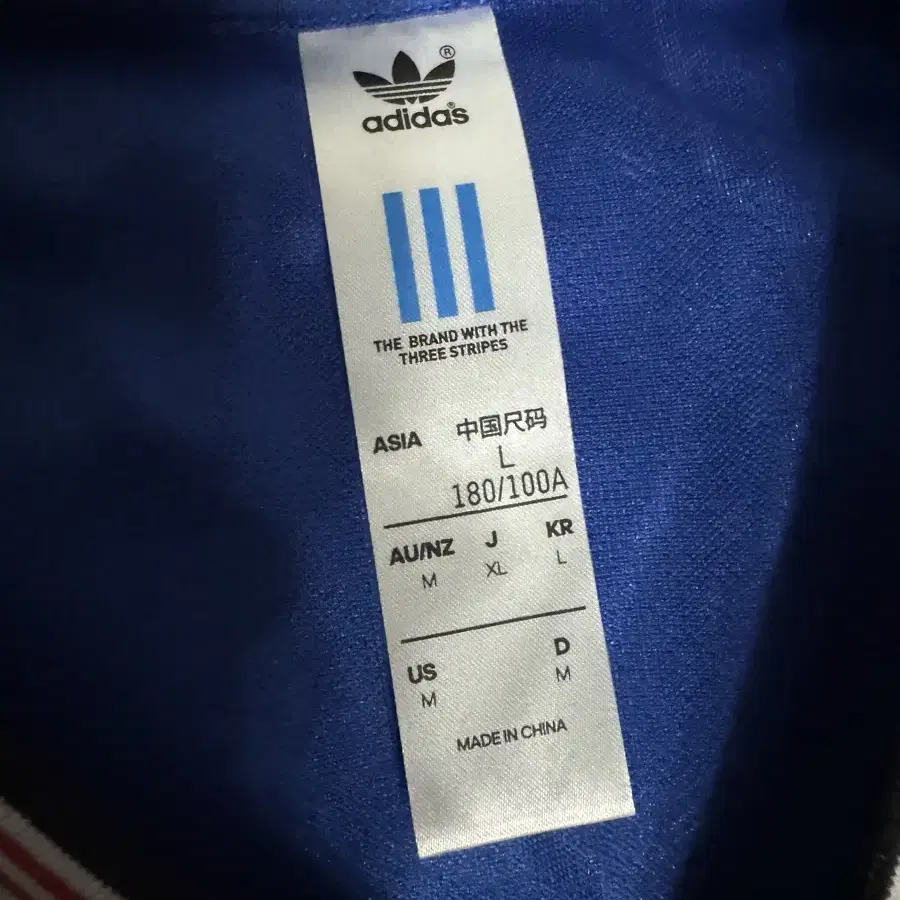 ®
adidas®
THE BRAND WITH THE
THREE STRIPES
ASIA 中国尺码
L
180/100A
AU/NZ J KR
M XL L
US D
M M
MADE IN CHINA